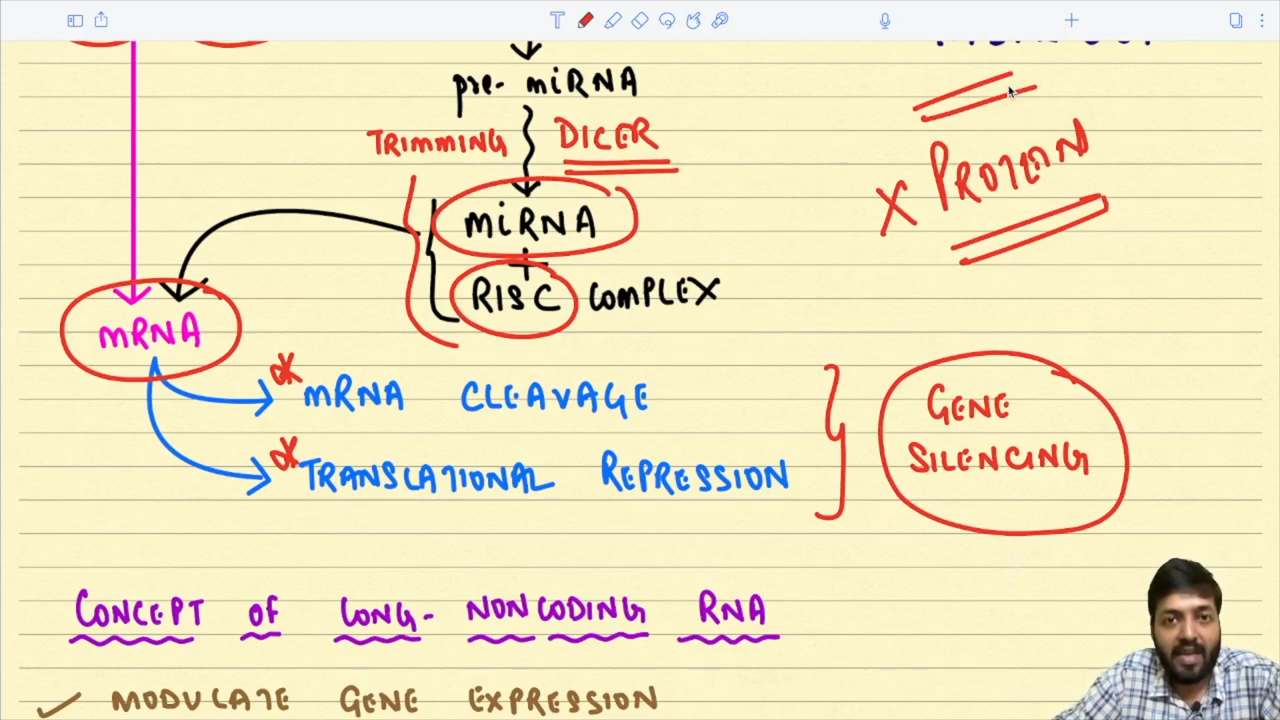 pre- miRNA
TRIMMING DICER
X PROTEIN
miRNA
+
RISC COMPLEX
mRNA
mRNA CLEAVAGE
GENE
SILENCING
TRANSLATIONAL REPRESSION
CONCEPT OF LONG- NONCODING RNA
✓ MODULATE GENE EXPRESSION